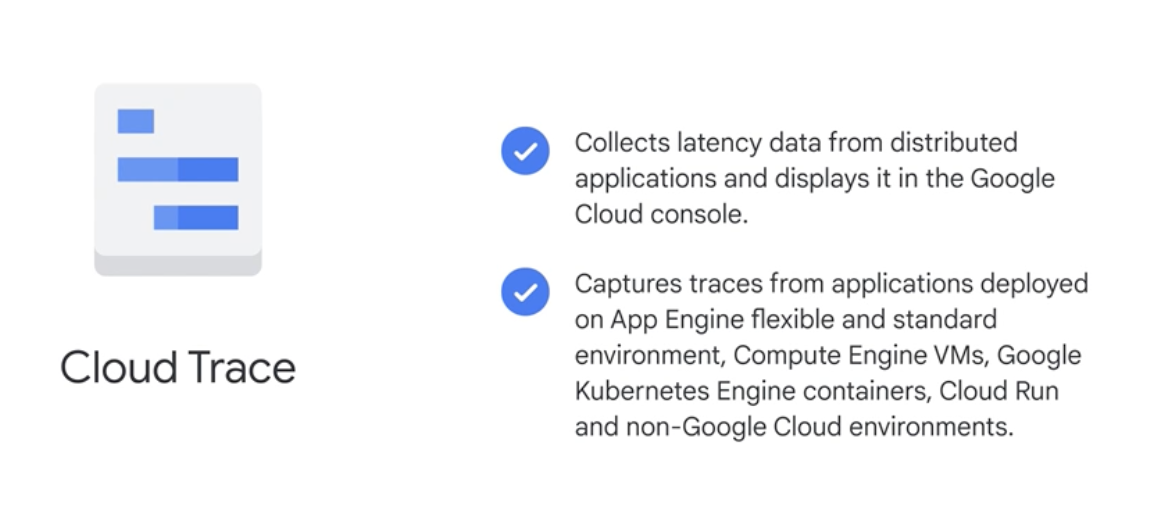 Cloud Trace
Collects latency data from distributed
applications and displays it in the Google
Cloud console.
Captures traces from applications deployed
on App Engine flexible and standard
environment, Compute Engine VMs, Google
Kubernetes Engine containers, Cloud Run
and non-Google Cloud environments.